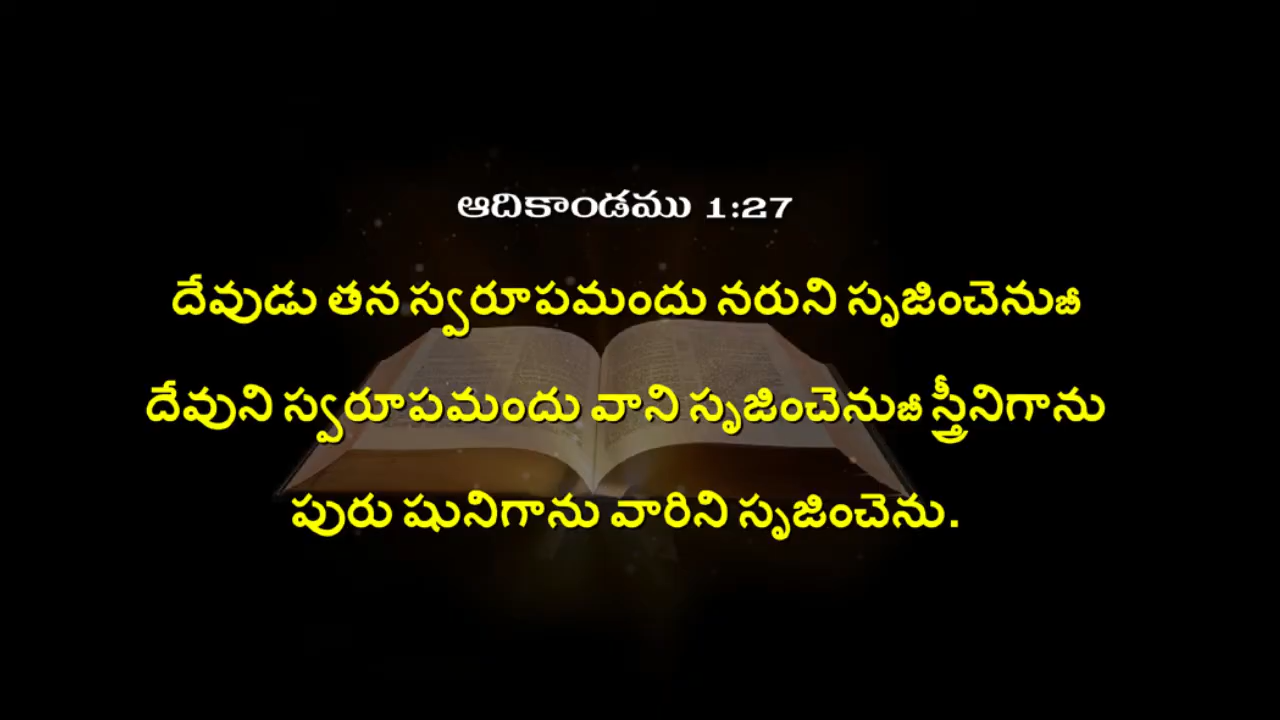 ఆదికాండము 1:27
దేవుడు తన స్వరూపమందు నరుని సృజించెనుజీ
దేవుని స్వరూపమందు వాని సృజించెనుజీ స్త్రీనిగాను
పురు షునిగాను వారిని సృజించెను.